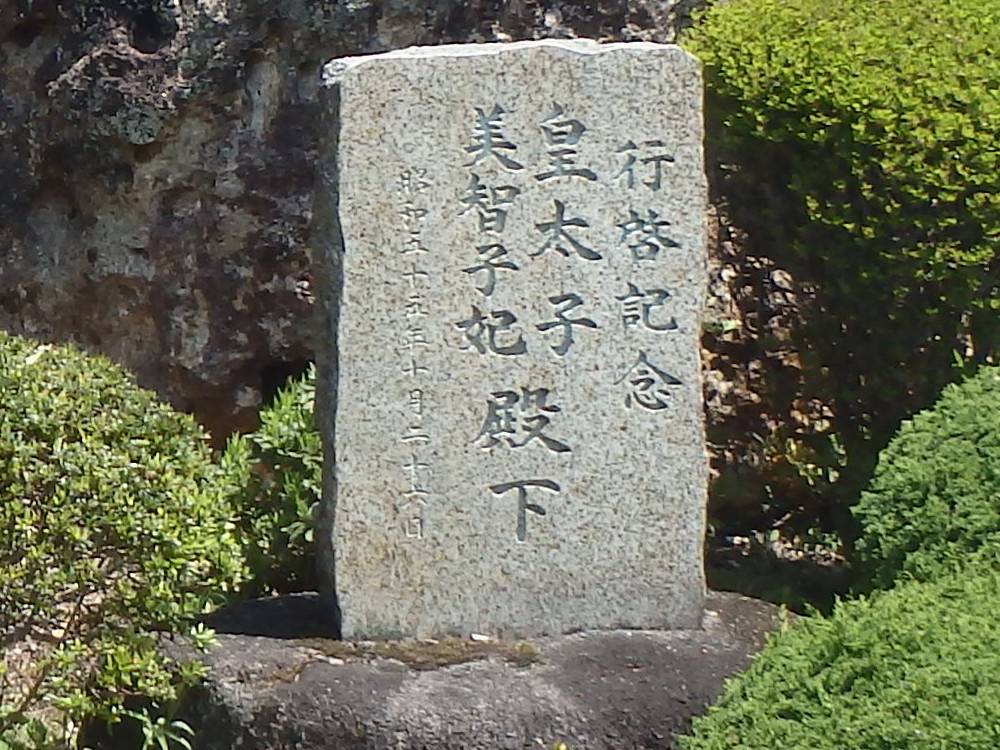 行啓記念
皇太子
美智子妃
殿下
昭和五十五年十月二十六日